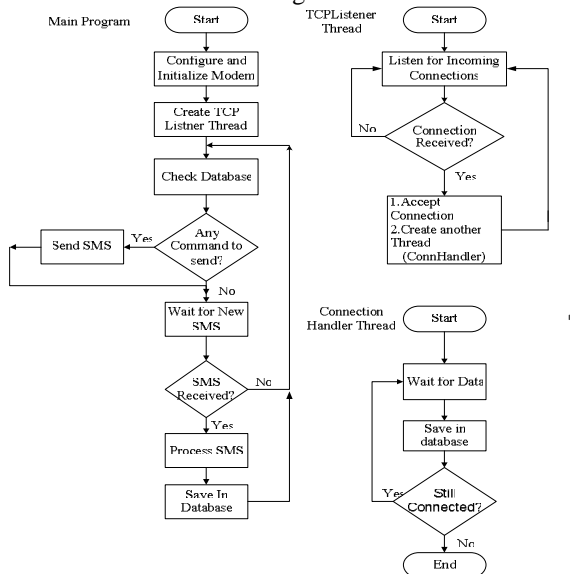 Main Program
Start
Configure and
Initialize Modem
Create TCP
Listner Thread
Check Database
Any
Command to
send?
Yes
Send SMS
No
Wait for New
SMS
SMS
Received?
No
Yes
Process SMS
Save In
Database
TCPListener
Thread
Start
Listen for Incoming
Connections
Connection
Received?
No
Yes
1.Accept
Connection
2.Create another
Thread
(ConnHandler)
Connection
Handler Thread
Start
Wait for Data
Save in
database
Still
Connected?
Yes
No
End